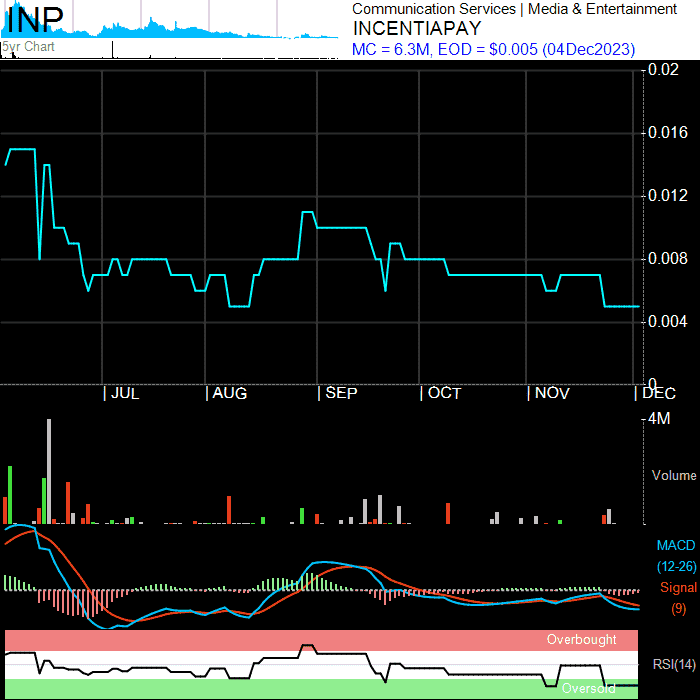 INP
5yr Chart
Communication Services | Media & Entertainment
INCENTIAPAY
MC = 6.3M, EOD = $0.005 (04Dec2023)
0.02
0.016
0.012
0.008
0.004
0
JUL
AUG
SEP
OCT
NOV
DEC
4M
Volume
MACD
(12-26)
Signal
(9)
Overbought
RSI(14)
Oversold